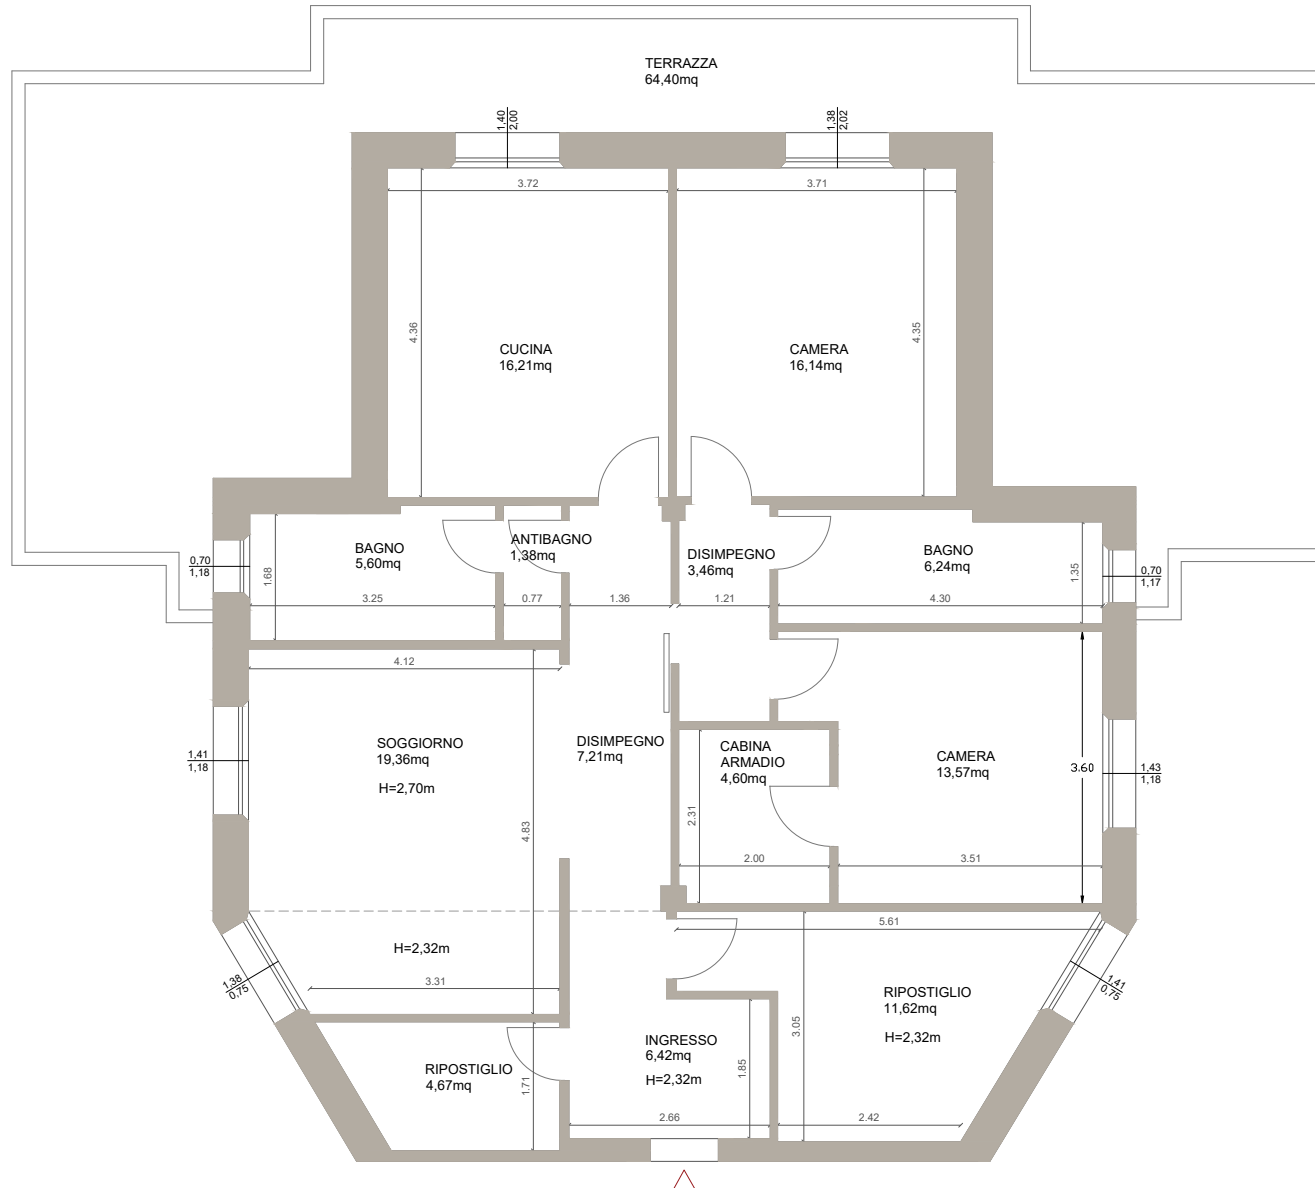 TERRAZZA
64,40mq
1,40
2,00
1,38
2,02
3.72
3.71
4.36
4.35
CUCINA
16,21mq
CAMERA
16,14mq
BAGNO
5,60mq
ANTIBAGNO
1,38mq
DISIMPEGNO
3,46mq
BAGNO
6,24mq
0,70
1,18
1.68
1.35
0,70
1,17
3.25
0.77
1.36
1.21
4.30
4.12
SOGGIORNO
19,36mq
H=2,70m
DISIMPEGNO
7,21mq
CABINA
ARMADIO
4,60mq
CAMERA
13,57mq
3.60
1,41
1,18
1,43
1,18
4.83
2.31
2.00
3.51
5.61
H=2,32m
1,38
0,75
3.31
1,41
0,75
RIPOSTIGLIO
11,62mq
H=2,32m
3.05
INGRESSO
6,42mq
H=2,32m
1.85
RIPOSTIGLIO
4,67mq
1.71
2.66
2.42